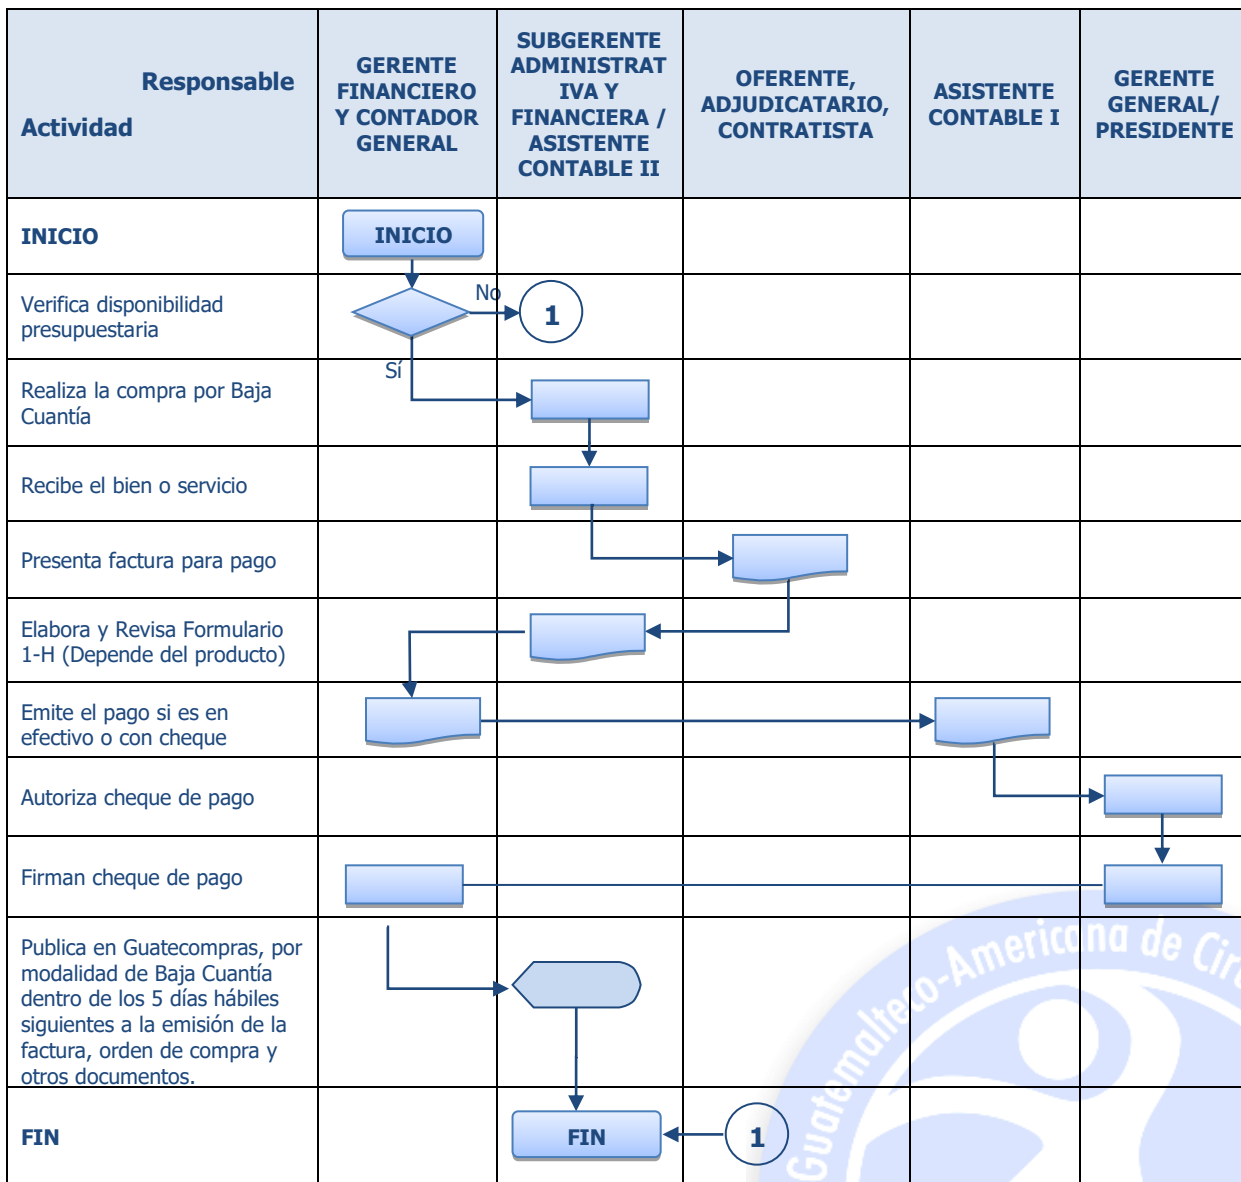 Responsable
Actividad
GERENTE
FINANCIERO
Y CONTADOR
GENERAL
SUBGERENTE
ADMINISTRAT
IVA Y
FINANCIERA /
ASISTENTE
CONTABLE II
OFERENTE,
ADJUDICATARIO,
CONTRATISTA
ASISTENTE
CONTABLE I
GERENTE
GENERAL/
PRESIDENTE
INICIO
INICIO
Verifica disponibilidad
presupuestaria
No
1
Sí
Realiza la compra por Baja
Cuantía
Recibe el bien o servicio
Presenta factura para pago
Elabora y Revisa Formulario
1-H (Depende del producto)
Emite el pago si es en
efectivo o con cheque
Autoriza cheque de pago
Firman cheque de pago
Publica en Guatecompras, por
modalidad de Baja Cuantía
dentro de los 5 días hábiles
siguientes a la emisión de la
factura, orden de compra y
otros documentos.
FIN
FIN
1
Guatemalteco-Americana de